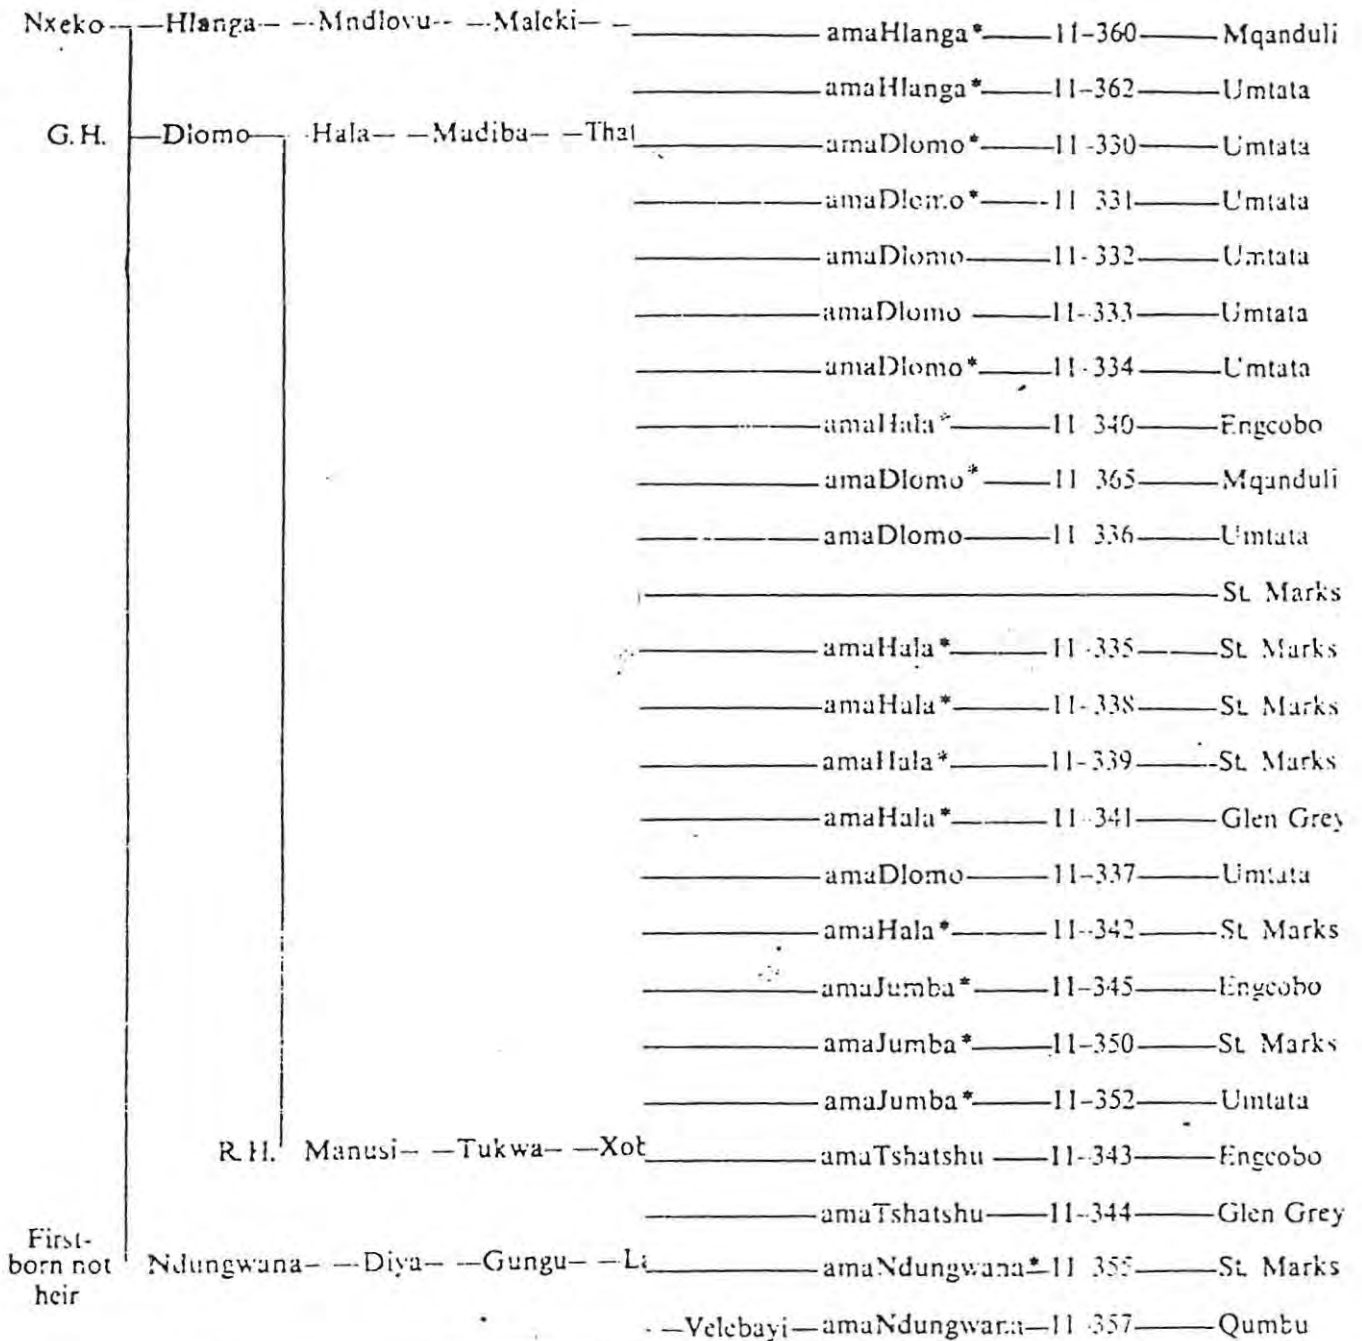 Nxeko Hlanga Mndlovu Maleki amaHlanga* 11-360 Mqanduli
amaHlanga* 11-362 Umtata
G.H. Dlomo Hala Madiba That amaDlomo* 11-330 Umtata
amaDlomo* 11-331 Umtata
amaDlomo 11-332 Umtata
amaDlomo 11-333 Umtata
amaDlomo* 11-334 Umtata
amaHala* 11-340 Engcobo
amaDlomo* 11-365 Mqanduli
amaDlomo 11-336 Umtata
St. Marks
amaHala* 11-335 St. Marks
amaHala* 11-338 St. Marks
amaHala* 11-339 St. Marks
amaHala* 11-341 Glen Grey
amaDlomo 11-337 Umtata
amaHala* 11-342 St. Marks
amaJumba* 11-345 Engcobo
amaJumba* 11-350 St. Marks
amaJumba* 11-352 Umtata
R.H. Manusi Tukwa Xob amaTshatshu 11-343 Engcobo
amaTshatshu 11-344 Glen Grey
First-
born not
heir
Ndungwana Diya Gungu La amaNdungwana* 11-355 St. Marks
Velebayi amaNdungwana 11-357 Qumbu